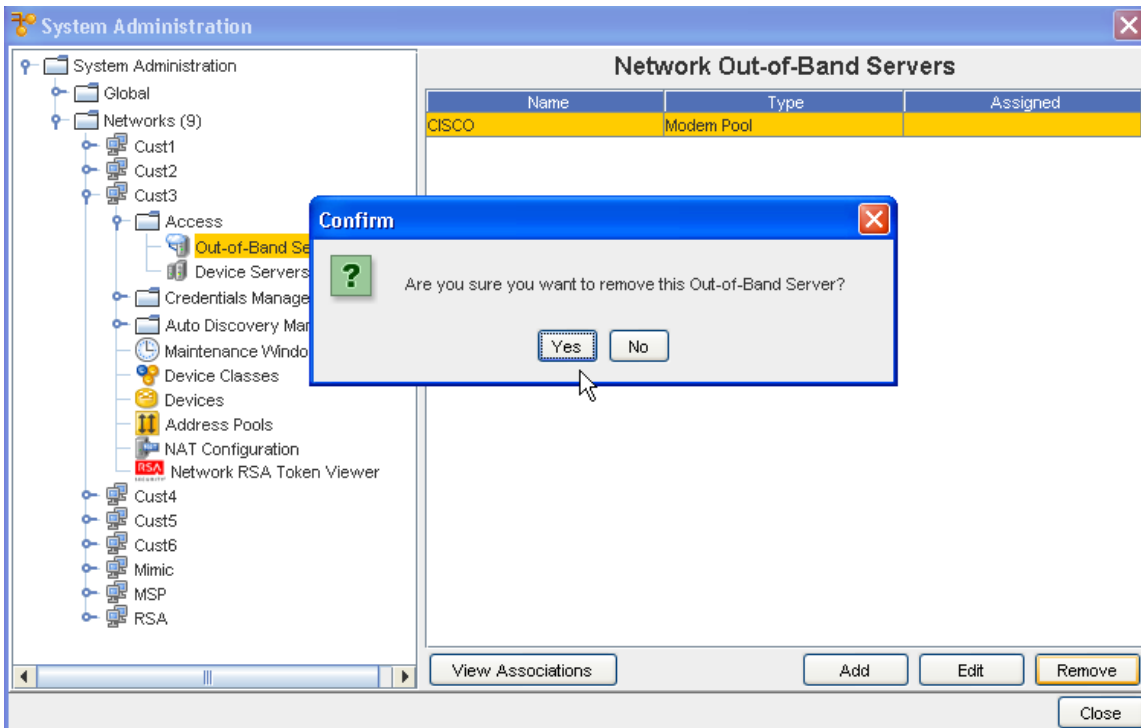 System Administration
System Administration
Global
Networks (9)
Cust1
Cust2
Cust3
Access
Out-of-Band Se
Device Servers
Credentials Manage
Auto Discovery Mar
Maintenance Windo
Device Classes
Devices
Address Pools
NAT Configuration
RSA Network RSA Token Viewer
Cust4
Cust5
Cust6
Mimic
MSP
RSA
Network Out-of-Band Servers
Name Type Assigned
CISCO Modem Pool
Confirm
? Are you sure you want to remove this Out-of-Band Server?
Yes No
View Associations Add Edit Remove
Close